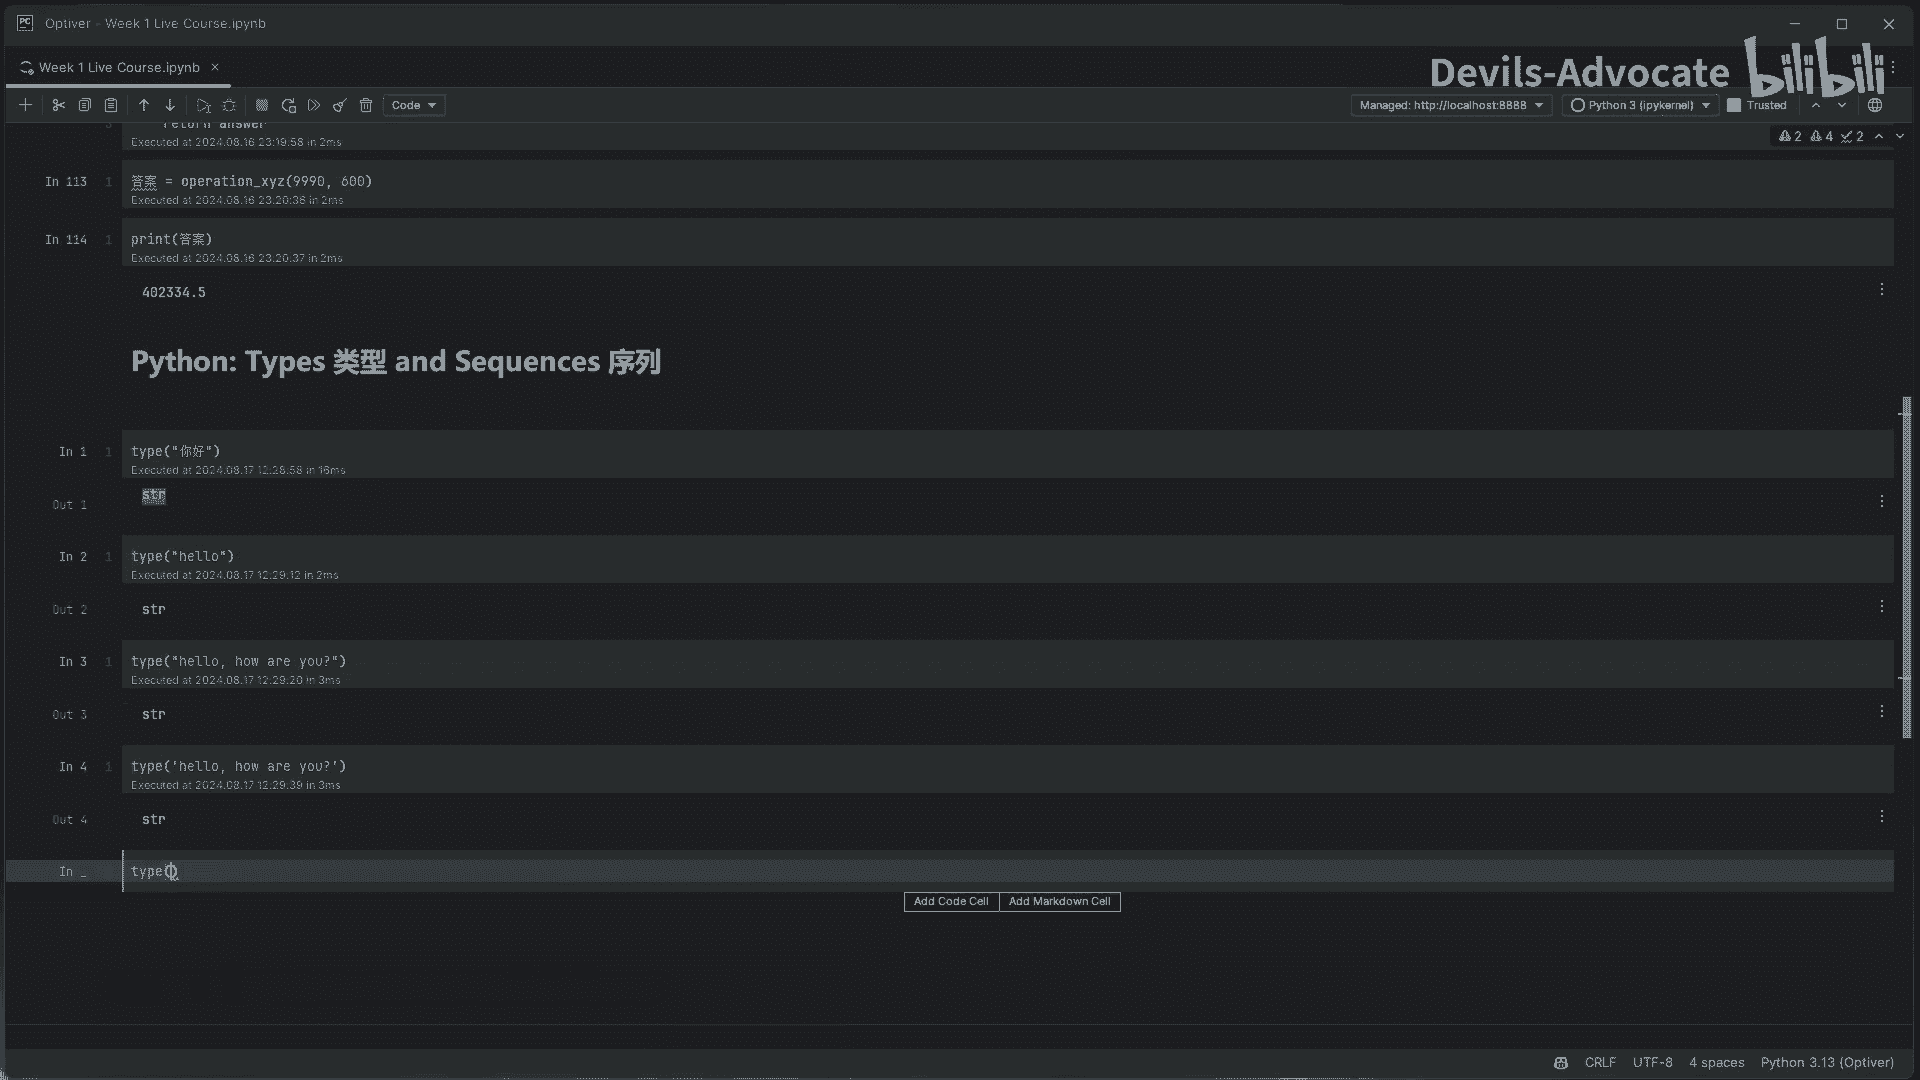 PC Optiver - Week 1 Live Course.ipynb
Week 1 Live Course.ipynb
Devils-Advocate bilibili
Code
Managed: http://localhost:8888
Python 3 (ipykernel)
Trusted
3 return answer
Executed at 2024.08.16 23:19:58 in 2ms
2 4 2
In 113 1 答案 = operation_xyz(9990, 600)
Executed at 2024.08.16 23:20:36 in 2ms
In 114 1 print(答案)
Executed at 2024.08.16 23:20:37 in 2ms
402334.5
Python: Types 类型 and Sequences 序列
In 1 1 type("你好")
Executed at 2024.08.17 12:28:58 in 16ms
Out 1 str
In 2 1 type("hello")
Executed at 2024.08.17 12:29:12 in 2ms
Out 2 str
In 3 1 type("hello, how are you?")
Executed at 2024.08.17 12:29:20 in 3ms
Out 3 str
In 4 1 type('hello, how are you?')
Executed at 2024.08.17 12:29:39 in 3ms
Out 4 str
In _ type()
Add Code Cell Add Markdown Cell
CRLF UTF-8 4 spaces Python 3.13 (Optiver)